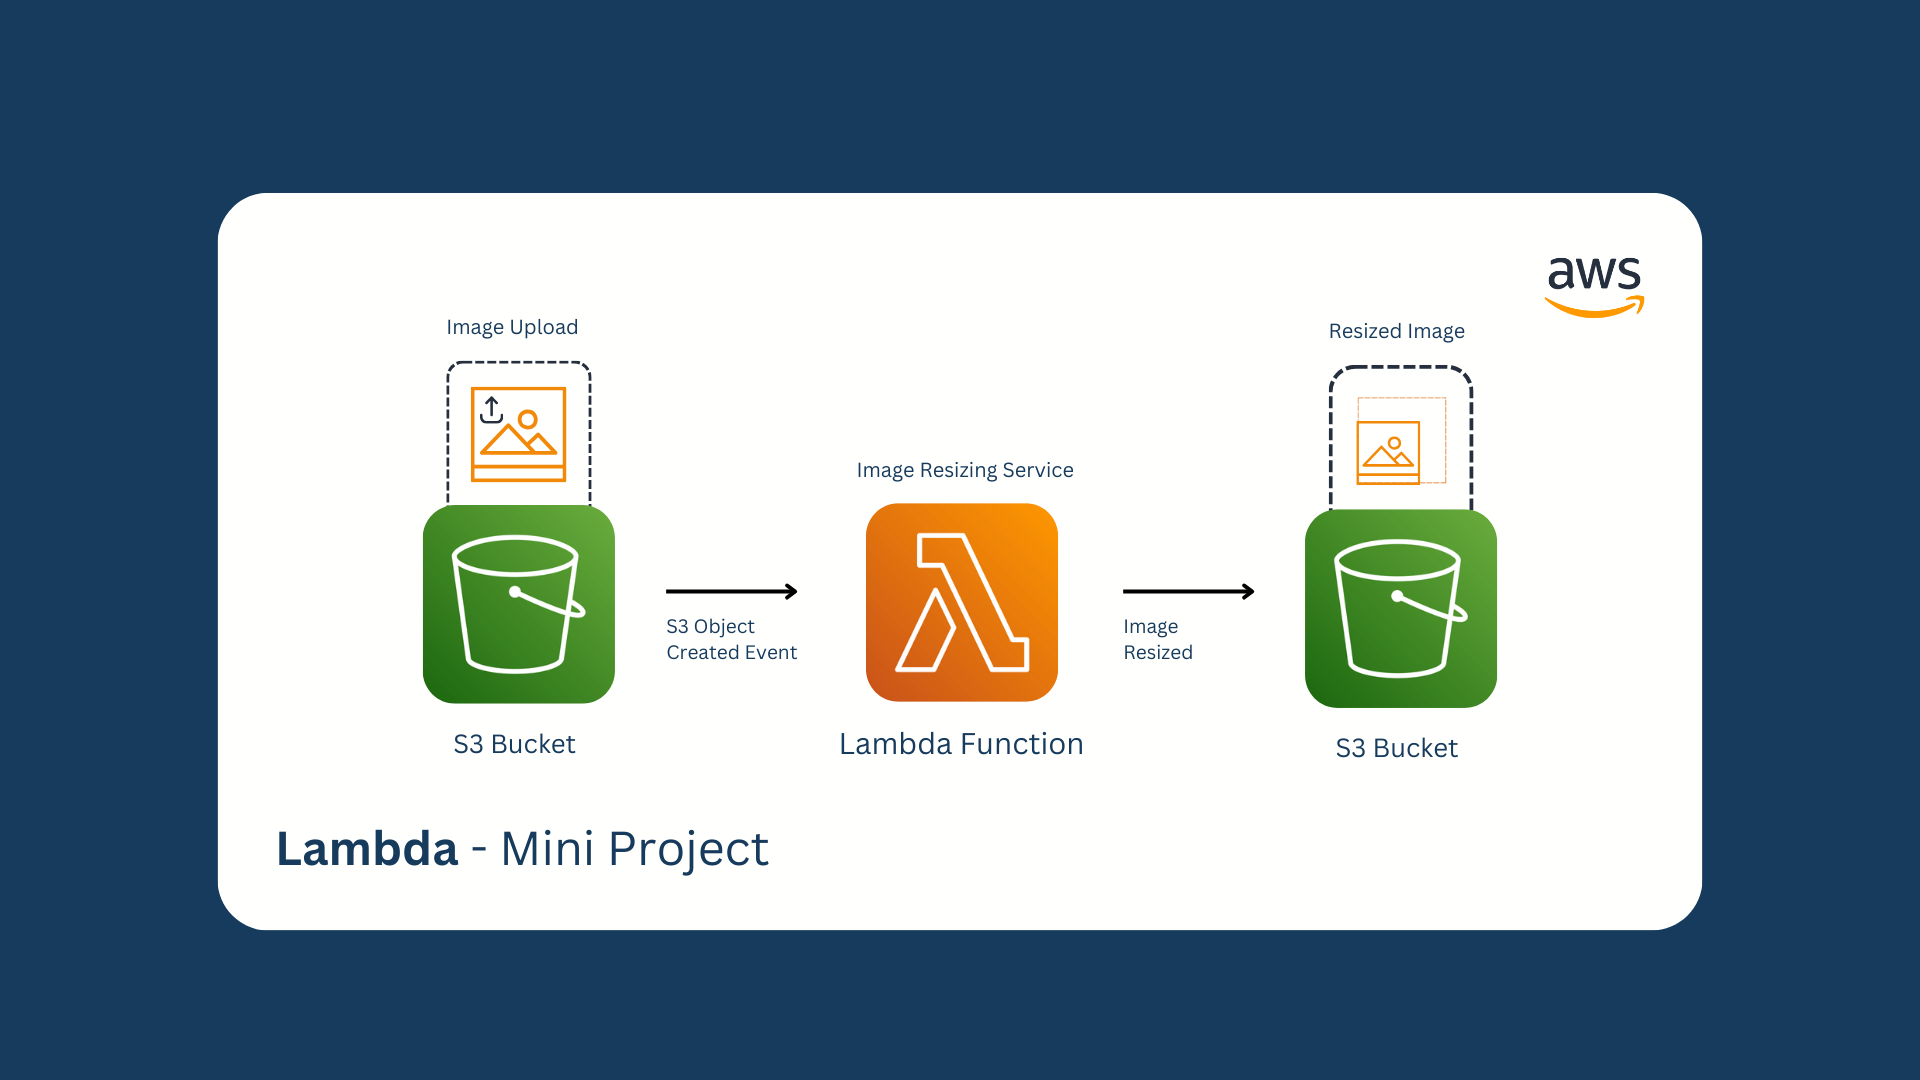 aws
Image Upload
Resized Image
Image Resizing Service
S3 Object
Created Event
Image
Resized
S3 Bucket
Lambda Function
S3 Bucket
Lambda - Mini Project